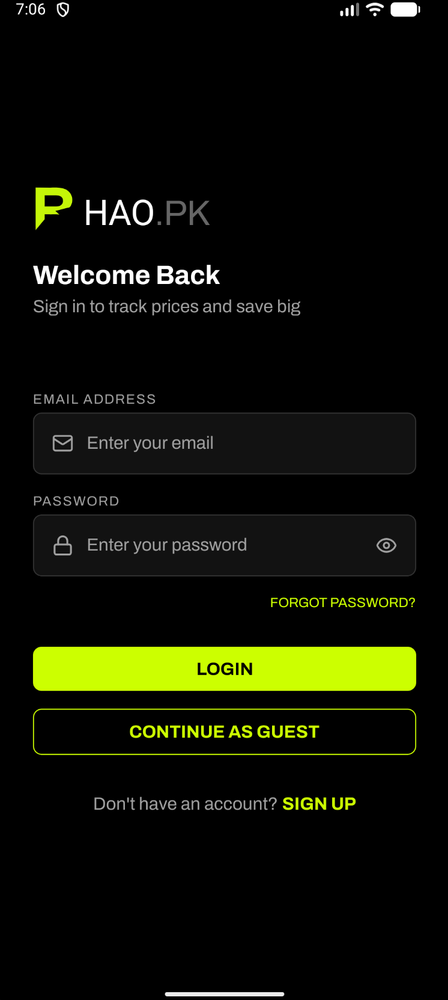 7:06
P HAO.PK
Welcome Back
Sign in to track prices and save big
EMAIL ADDRESS
Enter your email
PASSWORD
Enter your password
FORGOT PASSWORD?
LOGIN
CONTINUE AS GUEST
Don't have an account? SIGN UP